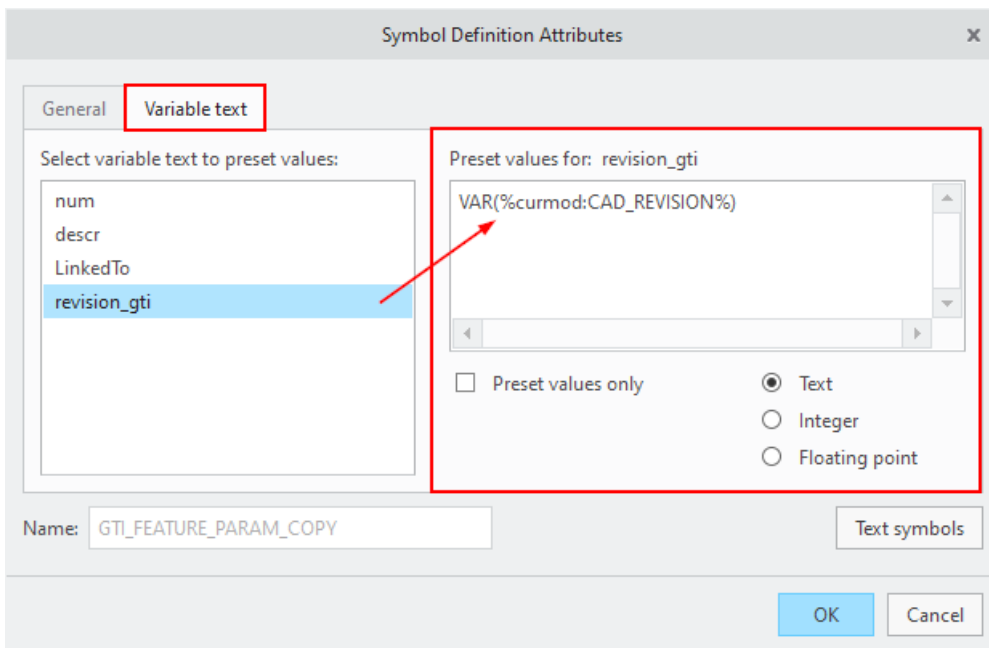 Symbol Definition Attributes x
General Variable text
Select variable text to preset values:
num
descr
LinkedTo
revision_gti
Preset values for: revision_gti
VAR(%curmod:CAD_REVISION%)
Preset values only
Text
Integer
Floating point
Name: GTI_FEATURE_PARAM_COPY
Text symbols
OK Cancel